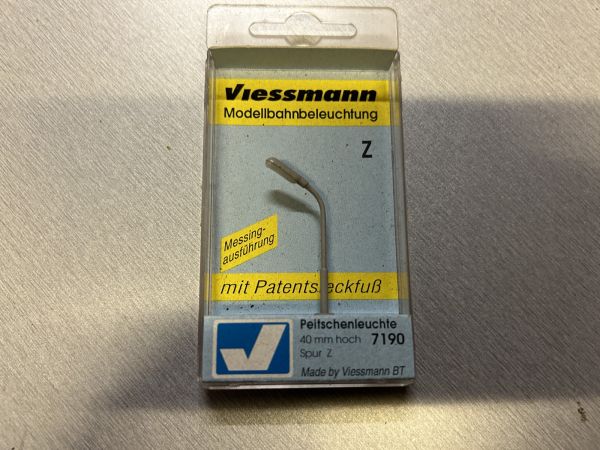 Viessmann
Modellbahnbeleuchtung
Z
Messing-
ausführung
mit Patentsteckfuß
Peitschenleuchte
40 mm hoch 7190
Spur Z
Made by Viessmann BT